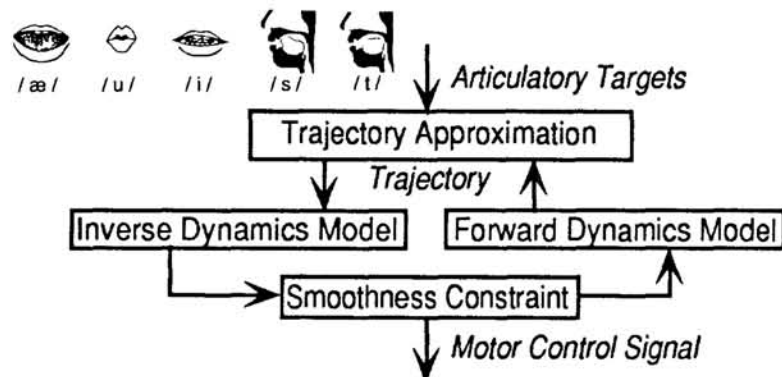 / æ / / u / / i / / s / / t /
Articulatory Targets
Trajectory Approximation
Trajectory
Inverse Dynamics Model Forward Dynamics Model
Smoothness Constraint
Motor Control Signal